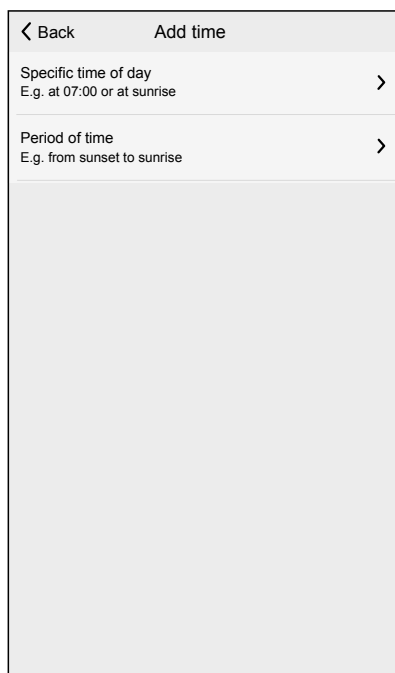 Back Add time
Specific time of day
E.g. at 07:00 or at sunrise
Period of time
E.g. from sunset to sunrise